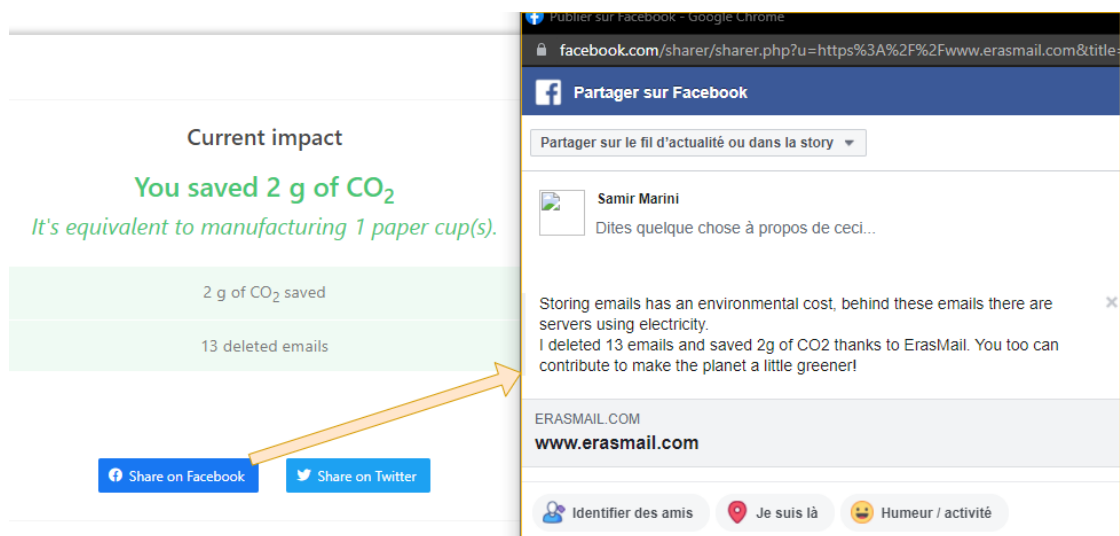 Current impact
You saved 2 g of CO₂
It's equivalent to manufacturing 1 paper cup(s).
2 g of CO₂ saved
13 deleted emails
Share on Facebook
Share on Twitter
Publier sur Facebook - Google Chrome
facebook.com/sharer/sharer.php?u=https%3A%2F%2Fwww.erasmail.com&title=
Partager sur Facebook
Partager sur le fil d'actualité ou dans la story
Samir Marini
Dites quelque chose à propos de ceci...
Storing emails has an environmental cost, behind these emails there are
servers using electricity.
I deleted 13 emails and saved 2g of CO2 thanks to ErasMail. You too can
contribute to make the planet a little greener!
ERASMAIL.COM
www.erasmail.com
Identifier des amis
Je suis là
Humeur / activité